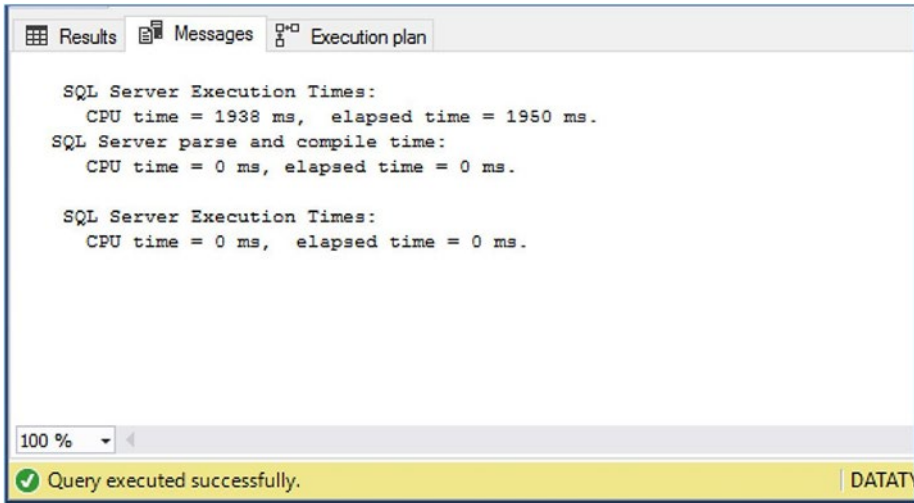 Results Messages Execution plan
SQL Server Execution Times:
CPU time = 1938 ms,  elapsed time = 1950 ms.
SQL Server parse and compile time:
CPU time = 0 ms, elapsed time = 0 ms.
SQL Server Execution Times:
CPU time = 0 ms,  elapsed time = 0 ms.
100 %
Query executed successfully.